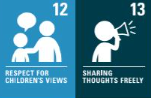 12
RESPECT FOR
CHILDREN'S VIEWS
13
SHARING
THOUGHTS FREELY